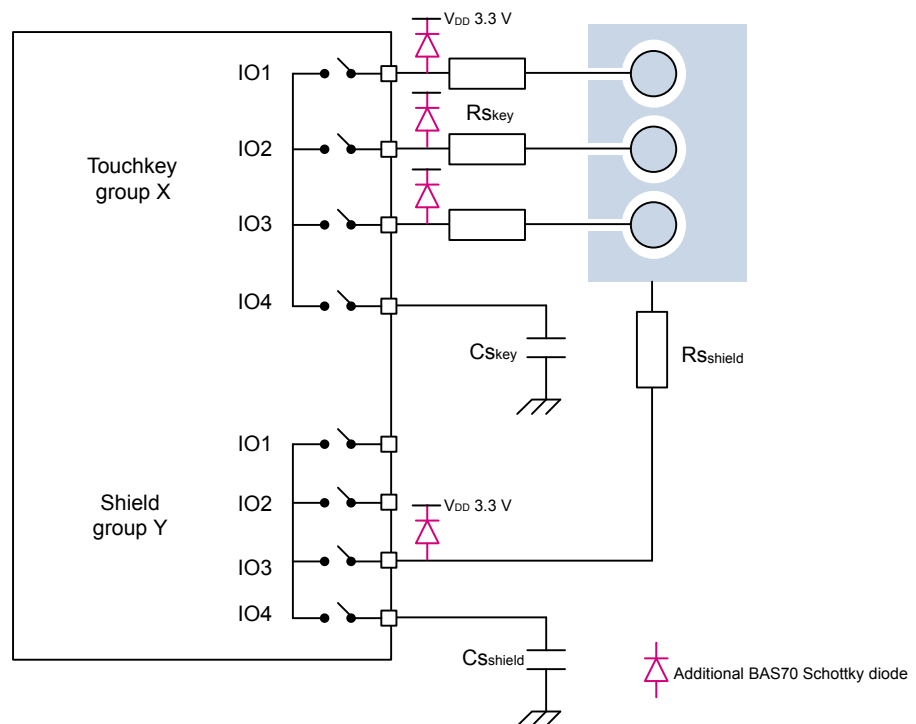 VDD 3.3 V
IO1
Rskey
IO2
Touchkey
group X
IO3
IO4
Cskey
Rsshield
IO1
Shield
group Y
IO2
VDD 3.3 V
IO3
IO4
Csshield
Additional BAS70 Schottky diode